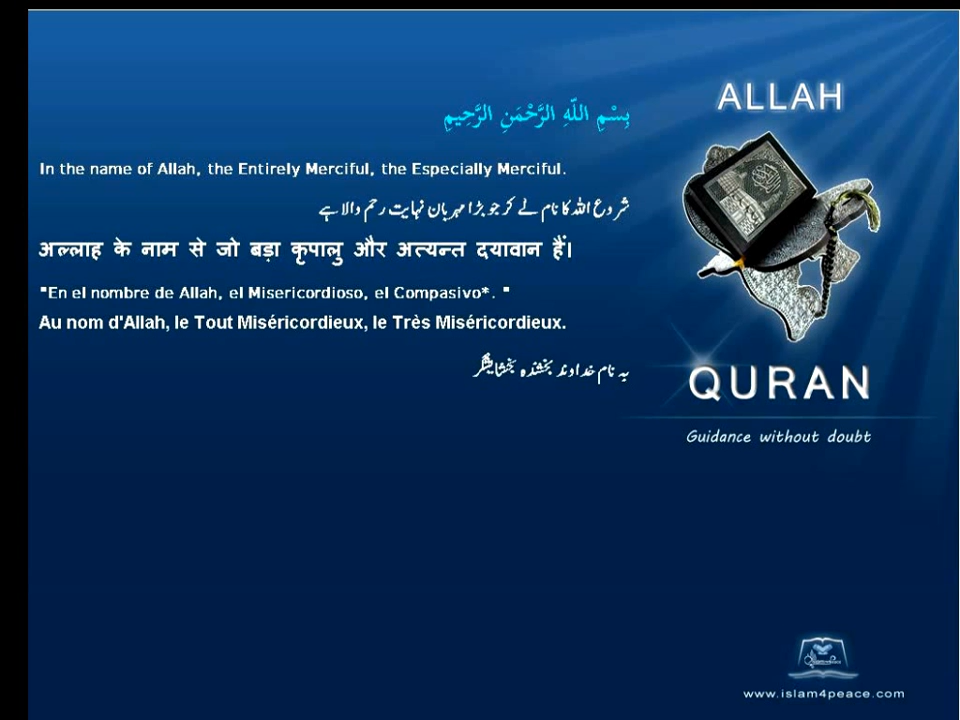 بِسْمِ اللّهِ الرَّحْمَنِ الرَّحِيمِ
In the name of Allah, the Entirely Merciful, the Especially Merciful.
شروع الله کا نام لے کر جو بڑا مہربان نہایت رحم والا ہے
अल्लाह के नाम से जो बड़ा कृपालु और अत्यन्त दयावान हैं।
"En el nombre de Allah, el Misericordioso, el Compasivo*. "
Au nom d'Allah, le Tout Miséricordieux, le Très Miséricordieux.
به نام خداوند بخشنده بخشایشگر
ALLAH
QURAN
Guidance without doubt
www.islam4peace.com